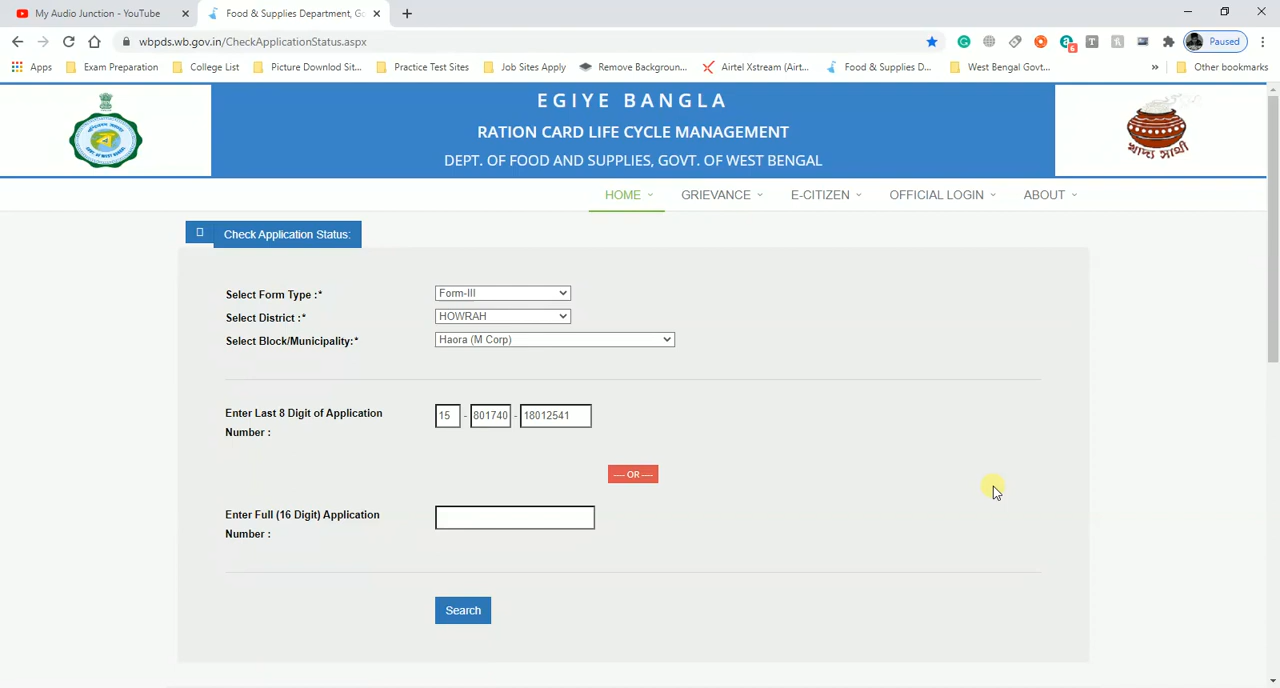 My Audio Junction - YouTube
Food & Supplies Department, Go
wbpds.wb.gov.in/CheckApplicationStatus.aspx
Paused
Apps
Exam Preparation
College List
Picture Downlod Sit...
Practice Test Sites
Job Sites Apply
Remove Backgroun...
Airtel Xstream (Airt...
Food & Supplies D...
West Bengal Govt...
»
Other bookmarks
EGIYE BANGLA
RATION CARD LIFE CYCLE MANAGEMENT
DEPT. OF FOOD AND SUPPLIES, GOVT. OF WEST BENGAL
খাদ্য সাথী
HOME GRIEVANCE E-CITIZEN OFFICIAL LOGIN ABOUT
Check Application Status:
Select Form Type :* Form-III
Select District :* HOWRAH
Select Block/Municipality:* Haora (M Corp)
Enter Last 8 Digit of Application 15 - 801740 - 18012541
Number :
---- OR ----
Enter Full (16 Digit) Application
Number :
Search